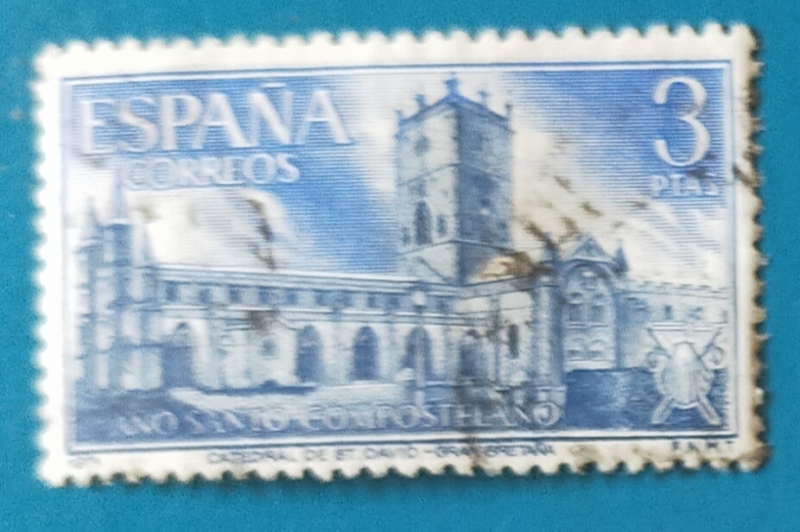 ESPAÑA
CORREOS
3
PTAS
AÑO SANTO COMPOSTELANO
CATEDRAL DE ST. DAVID - GRAN BRETAÑA
F.N.M.T